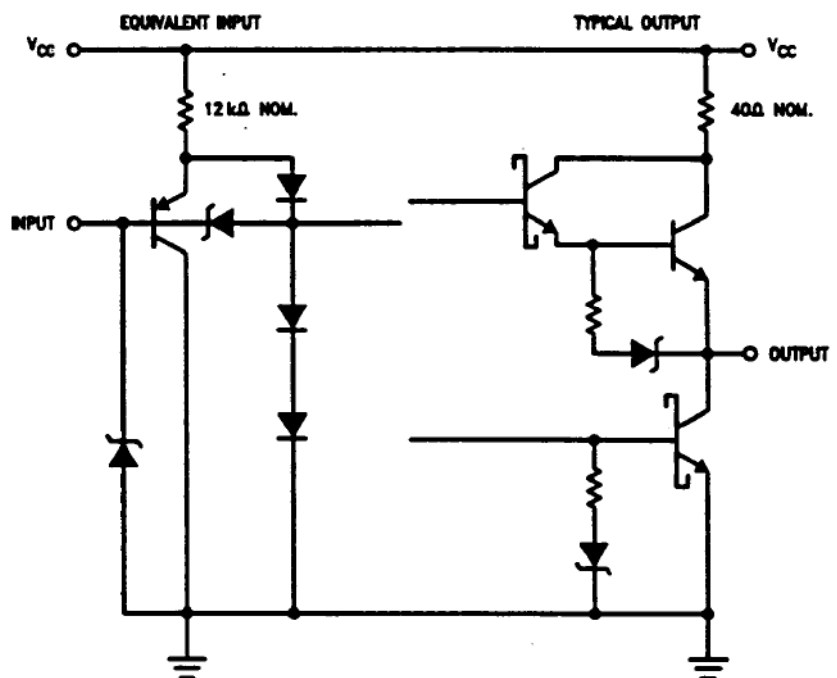 EQUIVALENT INPUT
TYPICAL OUTPUT
VCC
VCC
12 kΩ NOM.
40Ω NOM.
INPUT
OUTPUT